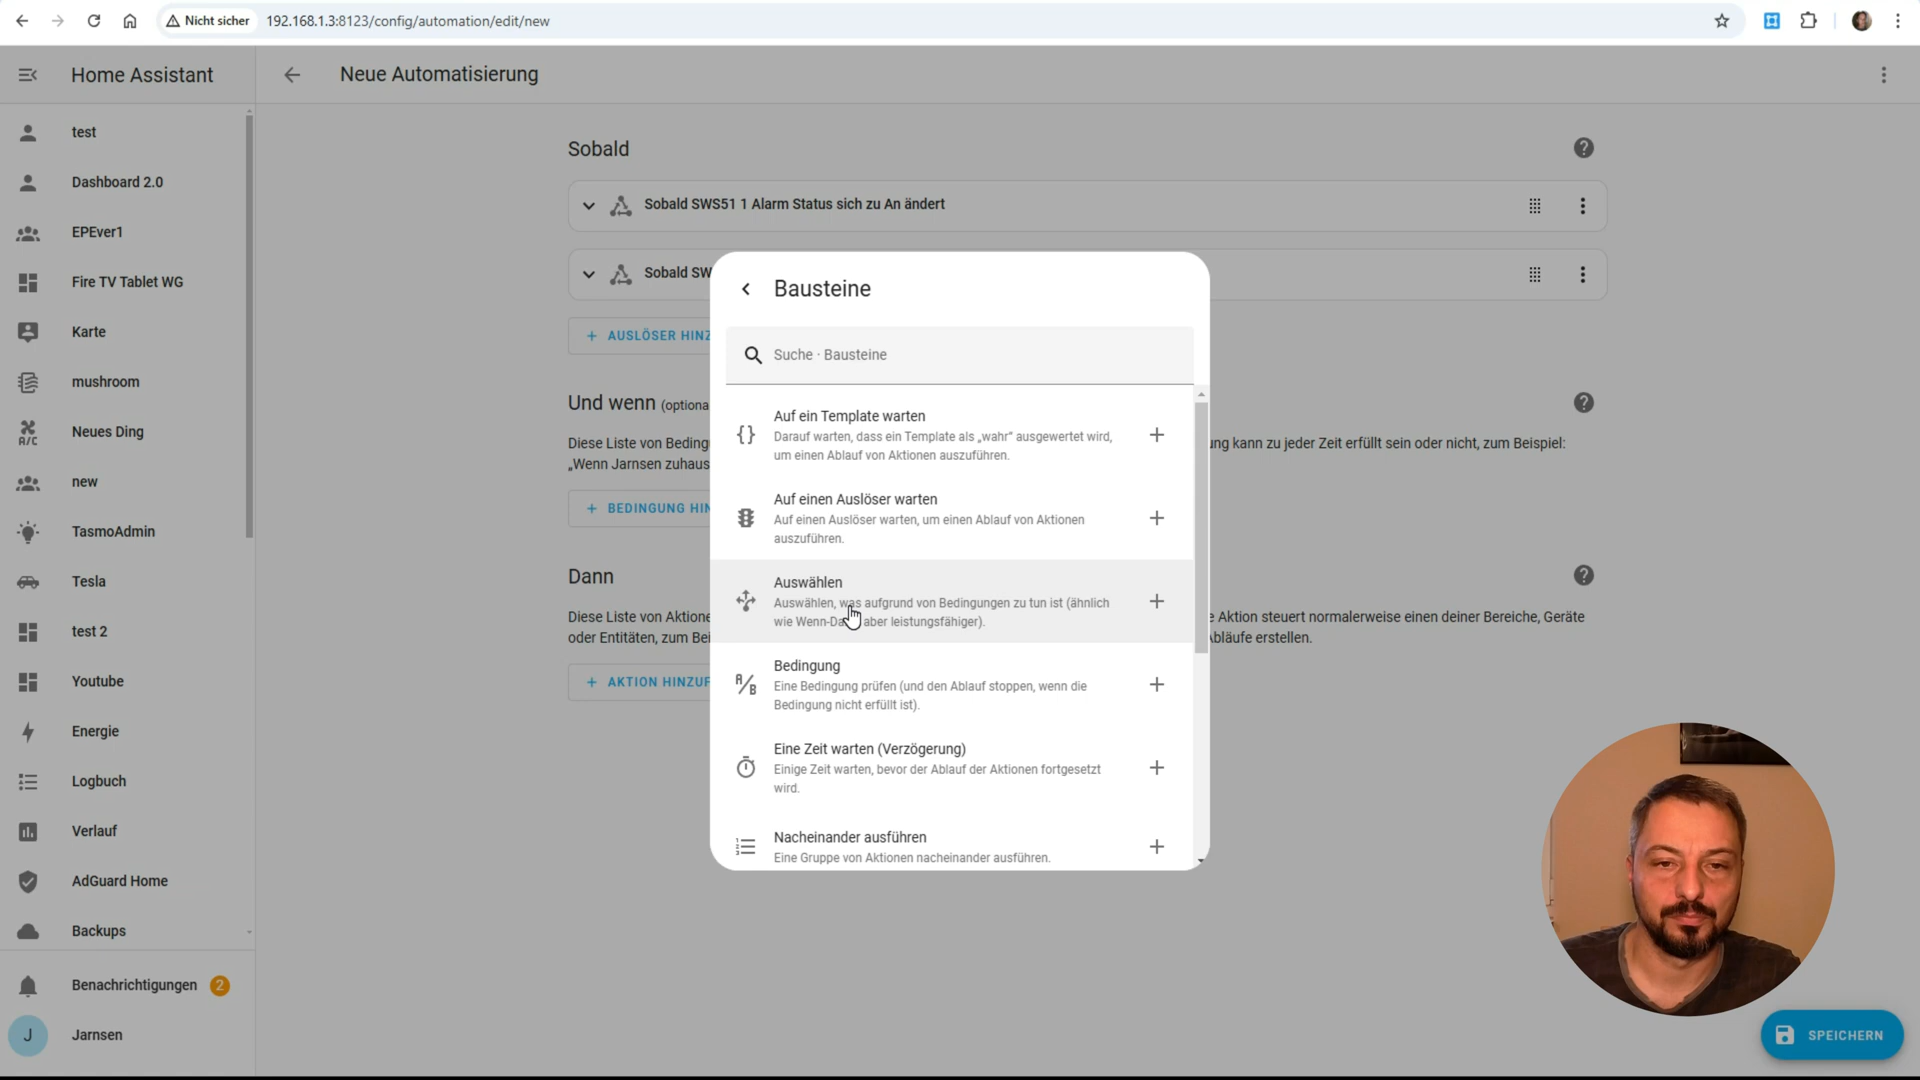 Nicht sicher
192.168.1.3:8123/config/automation/edit/new
Home Assistant
Neue Automatisierung
test
Dashboard 2.0
EPEver1
Fire TV Tablet WG
Karte
mushroom
A/C
Neues Ding
new
TasmoAdmin
Tesla
test 2
Youtube
Energie
Logbuch
Verlauf
AdGuard Home
Backups
Benachrichtigungen
2
J
Jarnsen
Sobald
Sobald SWS51 1 Alarm Status sich zu An ändert
Sobald SW
+ AUSLÖSER HINZ
Und wenn (optiona
Diese Liste von Beding
ng kann zu jeder Zeit erfüllt sein oder nicht, zum Beispiel:
„Wenn Jarnsen zuhaus
+ BEDINGUNG HIN
Dann
Diese Liste von Aktione
e Aktion steuert normalerweise einen deiner Bereiche, Geräte
oder Entitäten, zum Bei
bläufe erstellen.
+ AKTION HINZUF
Bausteine
Suche · Bausteine
Auf ein Template warten
Darauf warten, dass ein Template als „wahr“ ausgewertet wird,
um einen Ablauf von Aktionen auszuführen.
Auf einen Auslöser warten
Auf einen Auslöser warten, um einen Ablauf von Aktionen
auszuführen.
Auswählen
Auswählen, was aufgrund von Bedingungen zu tun ist (ähnlich
wie Wenn-Da aber leistungsfähiger).
A/B
Bedingung
Eine Bedingung prüfen (und den Ablauf stoppen, wenn die
Bedingung nicht erfüllt ist).
Eine Zeit warten (Verzögerung)
Einige Zeit warten, bevor der Ablauf der Aktionen fortgesetzt
wird.
Nacheinander ausführen
Eine Gruppe von Aktionen nacheinander ausführen.
SPEICHERN